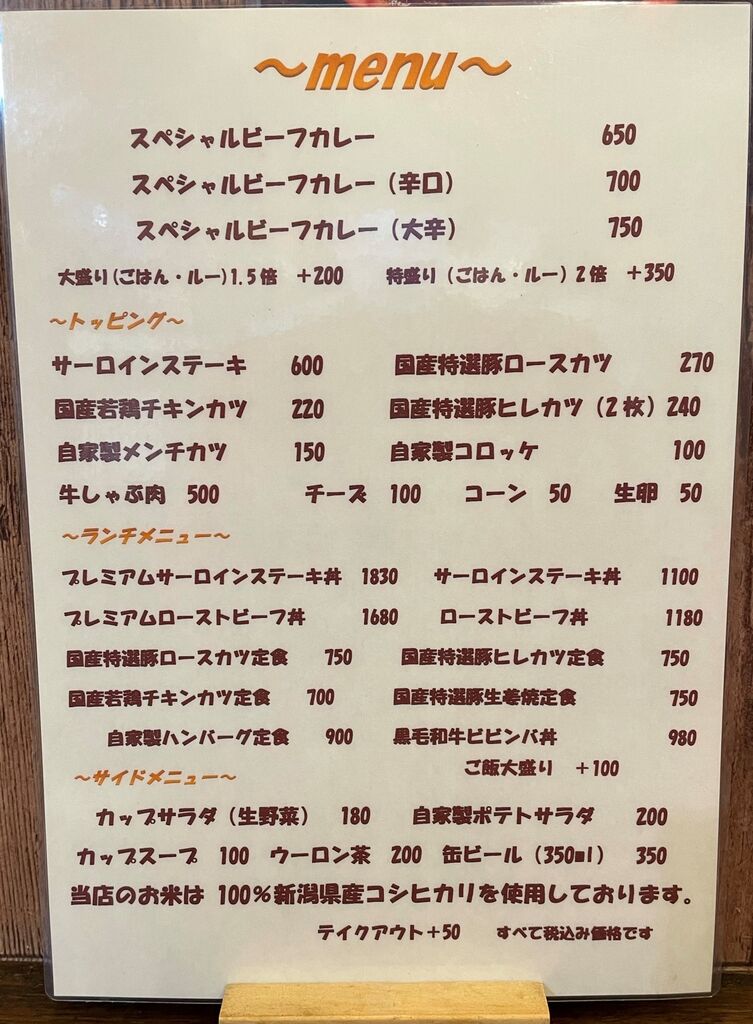 ～menu～
スペシャルビーフカレー 650
スペシャルビーフカレー（辛口） 700
スペシャルビーフカレー（大辛） 750
大盛り(ごはん・ルー)1.5倍 ＋200 特盛り（ごはん・ルー）2倍 ＋350
～トッピング～
サーロインステーキ 600 国産特選豚ロースカツ 270
国産若鶏チキンカツ 220 国産特選豚ヒレカツ（2枚）240
自家製メンチカツ 150 自家製コロッケ 100
牛しゃぶ肉 500 チーズ 100 コーン 50 生卵 50
～ランチメニュー～
プレミアムサーロインステーキ丼 1830 サーロインステーキ丼 1100
プレミアムローストビーフ丼 1680 ローストビーフ丼 1180
国産特選豚ロースカツ定食 750 国産特選豚ヒレカツ定食 750
国産若鶏チキンカツ定食 700 国産特選豚生姜焼定食 750
自家製ハンバーグ定食 900 黒毛和牛ビビンバ丼 980
ご飯大盛り ＋100
～サイドメニュー～
カップサラダ（生野菜） 180 自家製ポテトサラダ 200
カップスープ 100 ウーロン茶 200 缶ビール（350ml） 350
当店のお米は 100％新潟県産コシヒカリを使用しております。
テイクアウト＋50 すべて税込み価格です